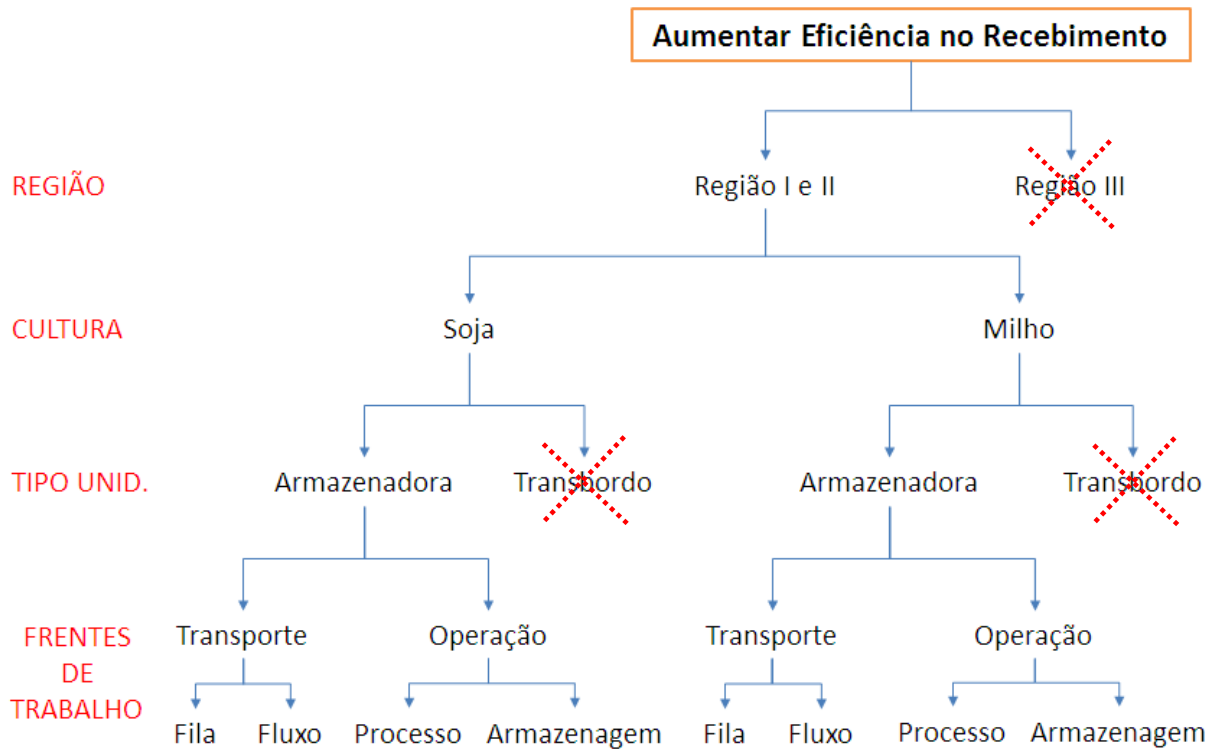 Aumentar Eficiência no Recebimento
REGIÃO
Região I e II
Região III
CULTURA
Soja
Milho
TIPO UNID.
Armazenadora
Transbordo
Armazenadora
Transbordo
FRENTES
DE
TRABALHO
Transporte
Operação
Transporte
Operação
Fila
Fluxo
Processo
Armazenagem
Fila
Fluxo
Processo
Armazenagem